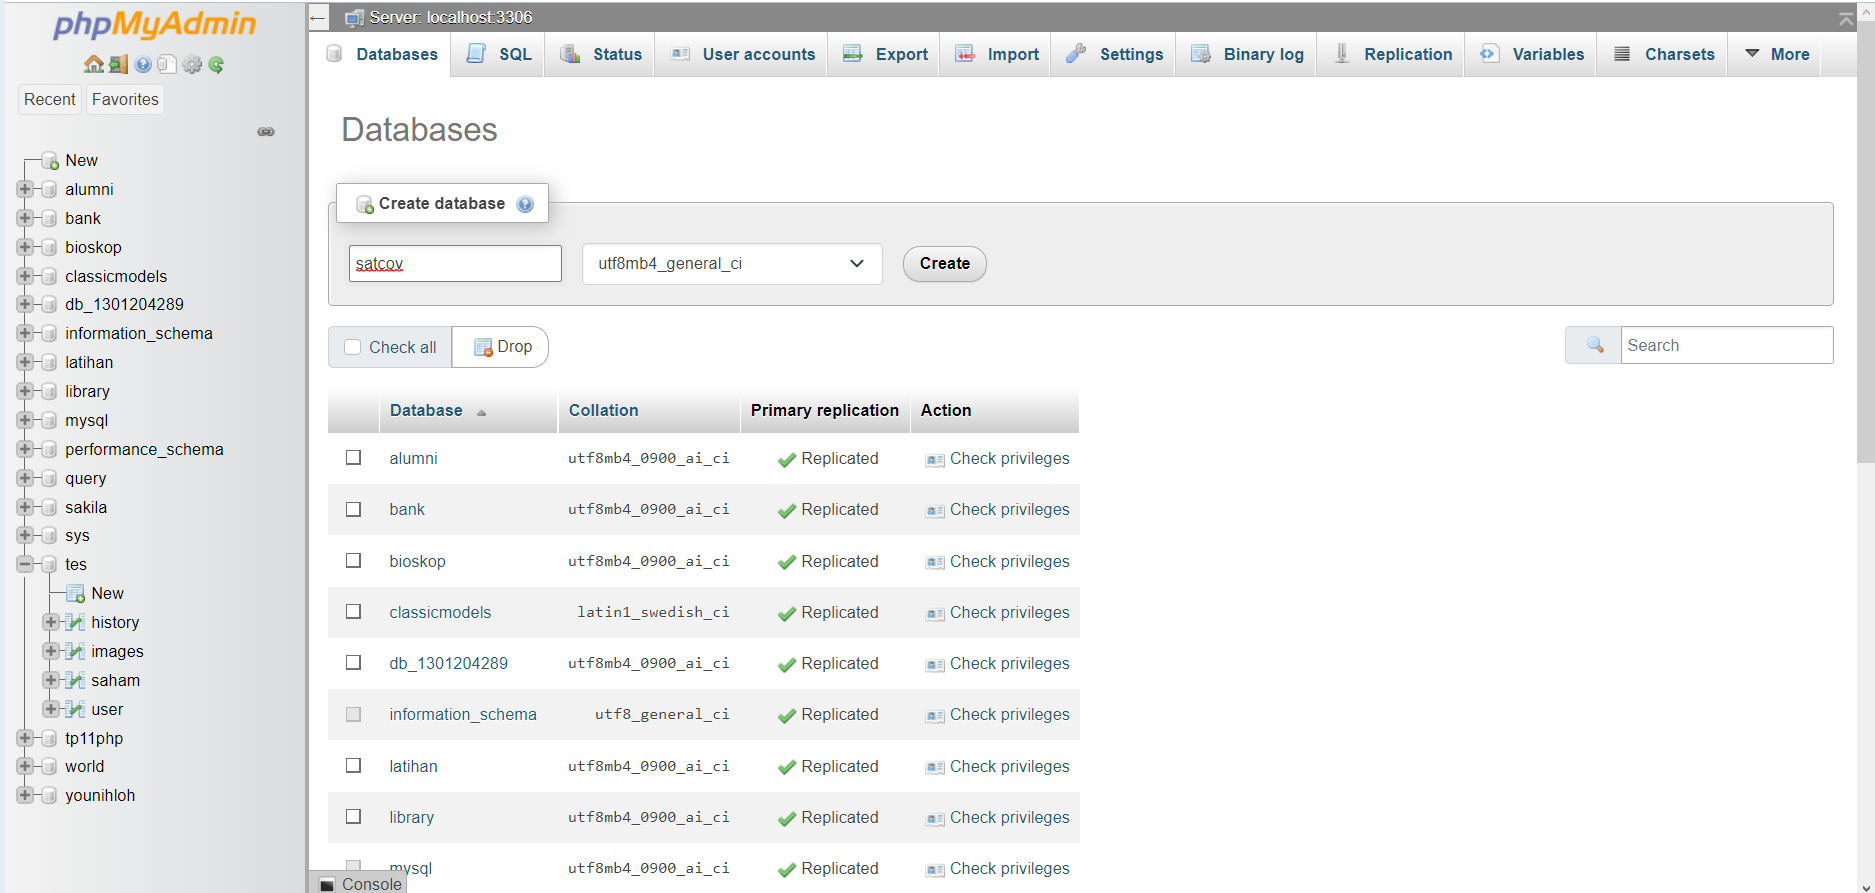 phpMyAdmin
Recent Favorites
New
alumni
bank
bioskop
classicmodels
db_1301204289
information_schema
latihan
library
mysql
performance_schema
query
sakila
sys
tes
New
history
images
saham
user
tp11php
world
younihloh
Server: localhost:3306
Databases SQL Status User accounts Export Import Settings Binary log Replication Variables Charsets More
Databases
Create database
satcov utf8mb4_general_ci Create
Check all Drop Search
Database Collation Primary replication Action
alumni utf8mb4_0900_ai_ci Replicated Check privileges
bank utf8mb4_0900_ai_ci Replicated Check privileges
bioskop utf8mb4_0900_ai_ci Replicated Check privileges
classicmodels latin1_swedish_ci Replicated Check privileges
db_1301204289 utf8mb4_0900_ai_ci Replicated Check privileges
information_schema utf8_general_ci Replicated Check privileges
latihan utf8mb4_0900_ai_ci Replicated Check privileges
library utf8mb4_0900_ai_ci Replicated Check privileges
mysql utf8mb4_0900_ai_ci Replicated Check privileges
Console